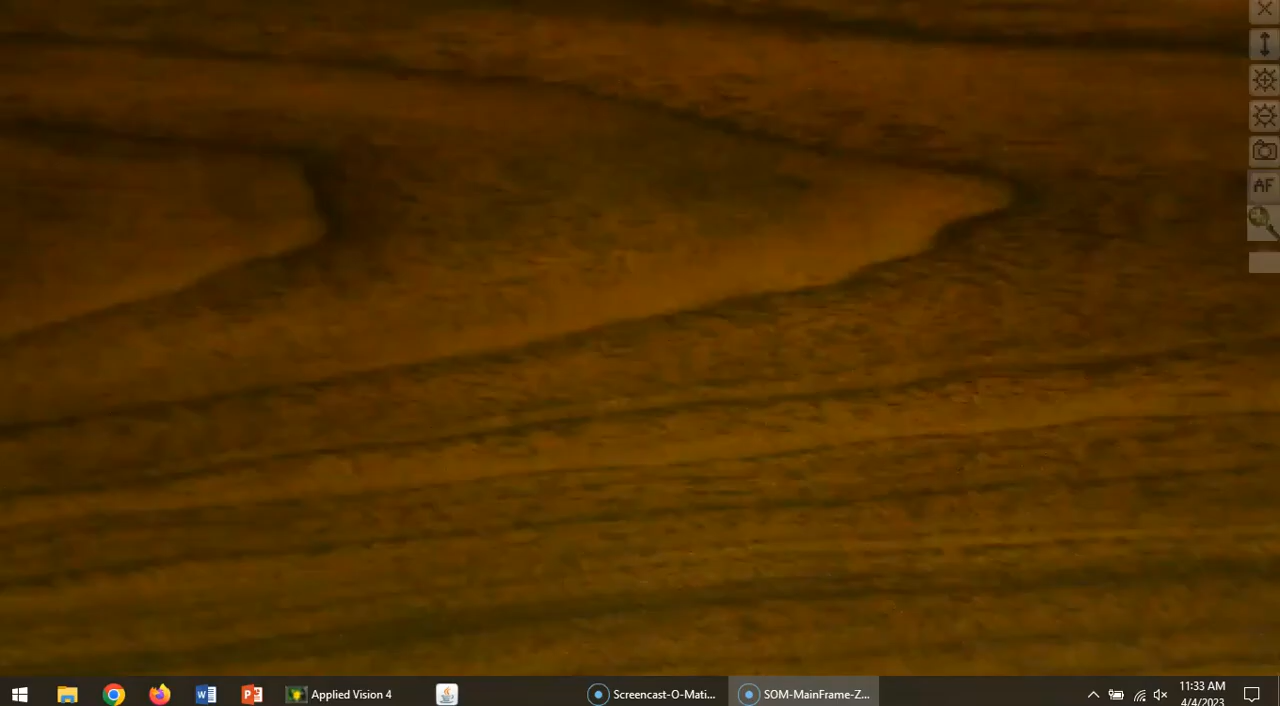 AF
Applied Vision 4
Screencast-O-Mati...
SOM-MainFrame-Z...
11:33 AM
4/4/2023